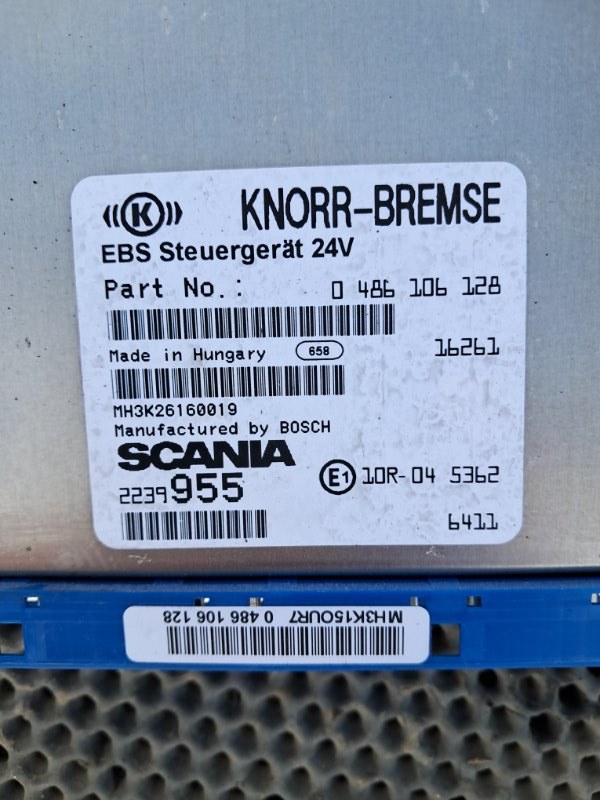 K KNORR-BREMSE
EBS Steuergerät 24V
Part No.: 0 486 106 128
Made in Hungary 658 16261
MH3K26160019
Manufactured by BOSCH
SCANIA
2239955 E1 10R-04 5362
6411
MH3K15OUR7 0 486 106 128